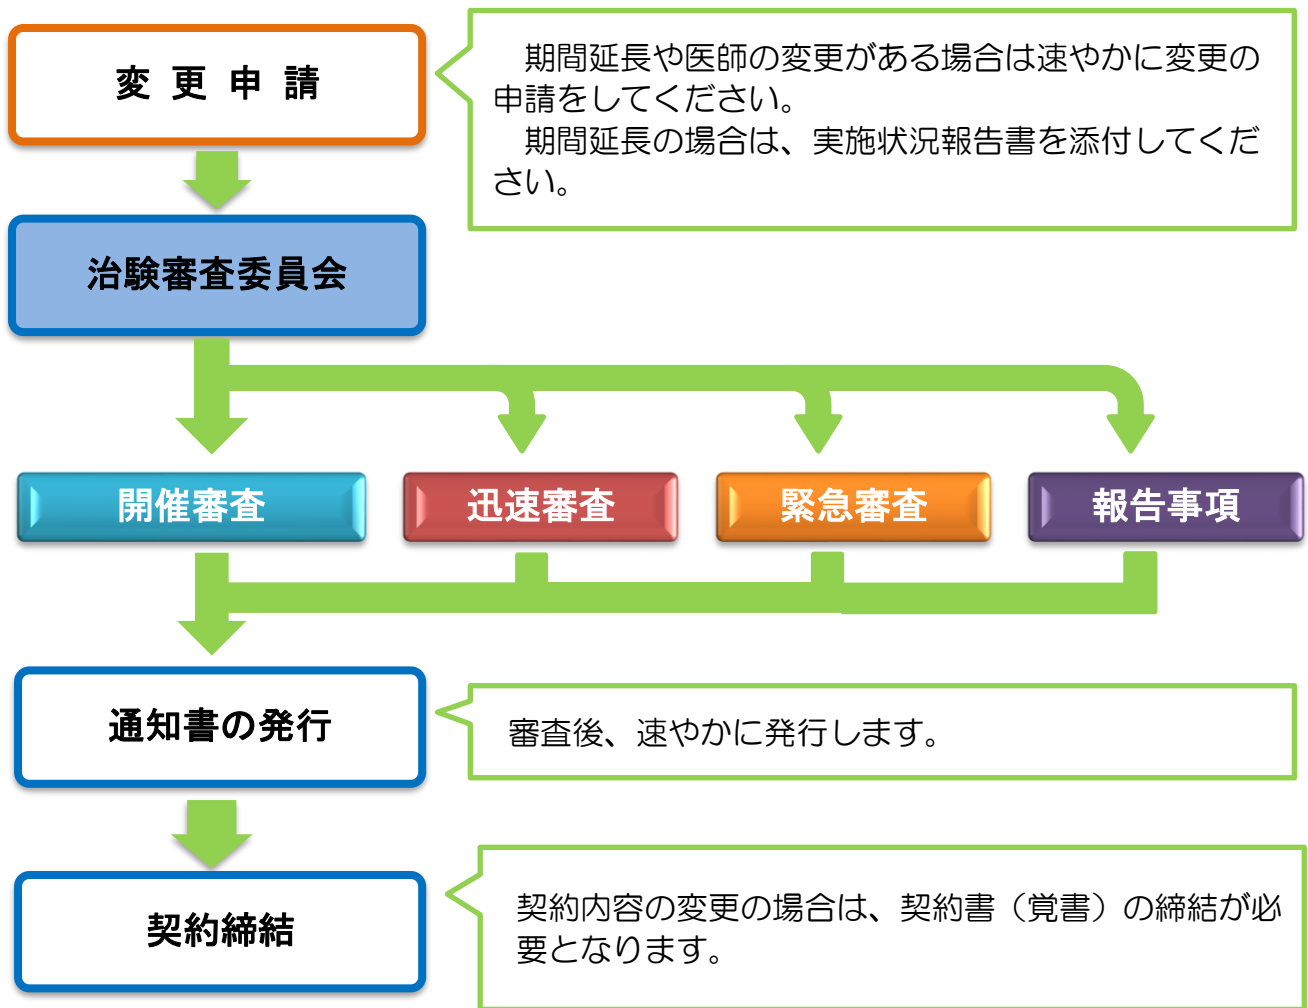 変 更 申 請
期間延長や医師の変更がある場合は速やかに変更の
申請をしてください。
期間延長の場合は、実施状況報告書を添付してくだ
さい。
治験審査委員会
開催審査
迅速審査
緊急審査
報告事項
通知書の発行
審査後、速やかに発行します。
契約締結
契約内容の変更の場合は、契約書（覚書）の締結が必
要となります。